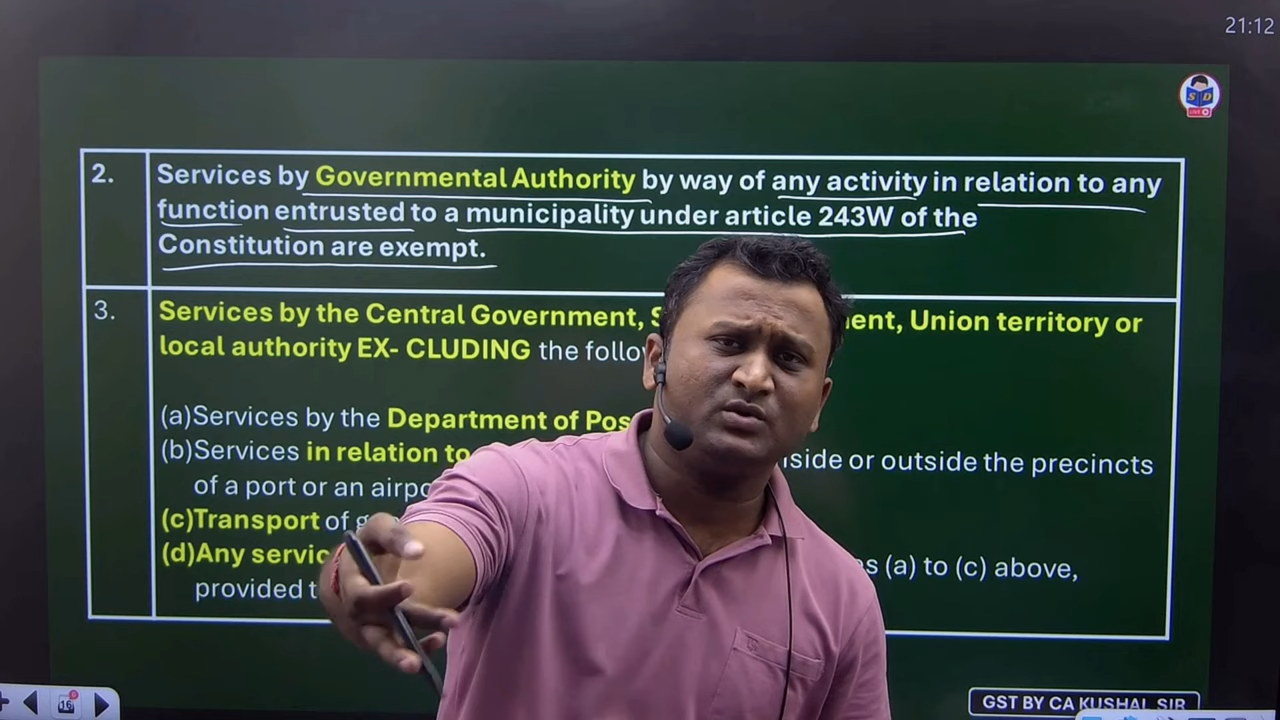 21:12
S D
LIVE
2. Services by Governmental Authority by way of any activity in relation to any
function entrusted to a municipality under article 243W of the
Constitution are exempt.
3. Services by the Central Government, ent, Union territory or
local authority EX- CLUDING the follo
(a)Services by the Department of Pos
(b)Services in relation to side or outside the precincts
of a port or an airpo
(c)Transport of g
(d)Any servic s (a) to (c) above,
provided t
16
GST BY CA KUSHAL SIR